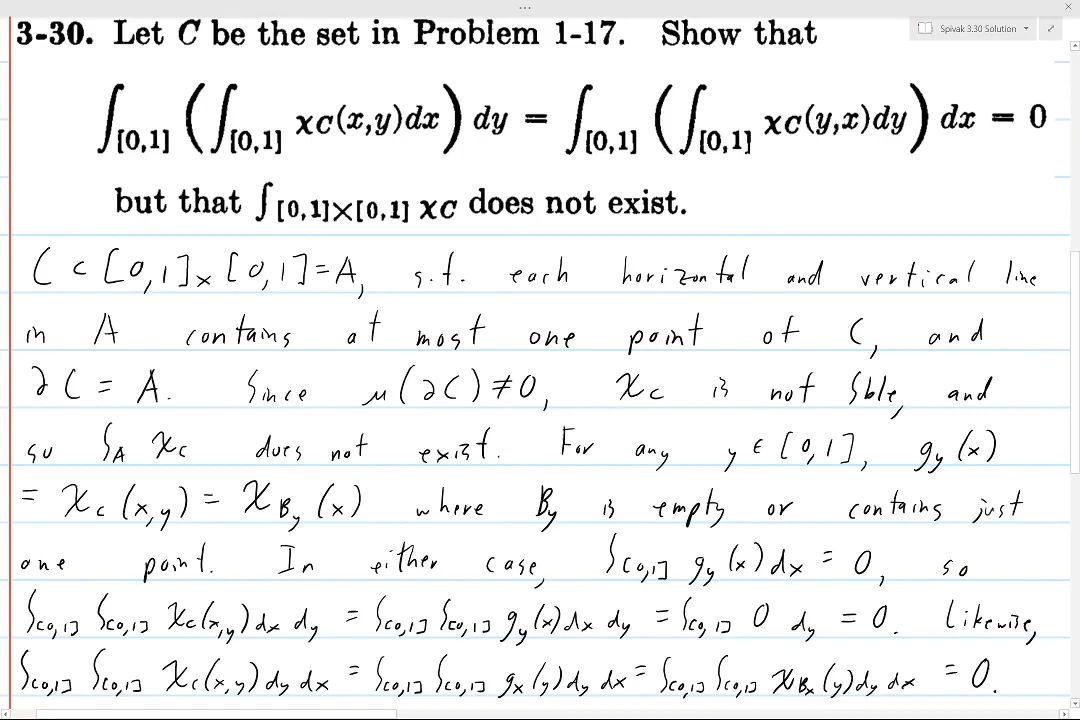 3-30. Let C be the set in Problem 1-17. Show that
Spivak 3.30 Solution
∫[0,1] (∫[0,1] χC(x,y)dx) dy = ∫[0,1] (∫[0,1] χC(y,x)dy) dx = 0
but that ∫[0,1]×[0,1] χC does not exist.
C ⊂ [0,1]×[0,1]=A, s.t. each horizontal and vertical line
in A contains at most one point of C, and
∂C = A. Since μ(∂C)≠0, χC is not Sble, and
so ∫A χC does not exist. For any y ∈ [0,1], gy(x)
= χC(x,y) = χBy(x) where By is empty or contains just
one point. In either case, ∫[0,1] gy(x)dx = 0, so
∫[0,1] ∫[0,1] χC(x,y)dx dy = ∫[0,1] ∫[0,1] gy(x)dx dy = ∫[0,1] 0 dy = 0. Likewise,
∫[0,1] ∫[0,1] χC(x,y)dy dx = ∫[0,1] ∫[0,1] gx(y)dy dx = ∫[0,1] ∫[0,1] χBx(y)dy dx = 0.